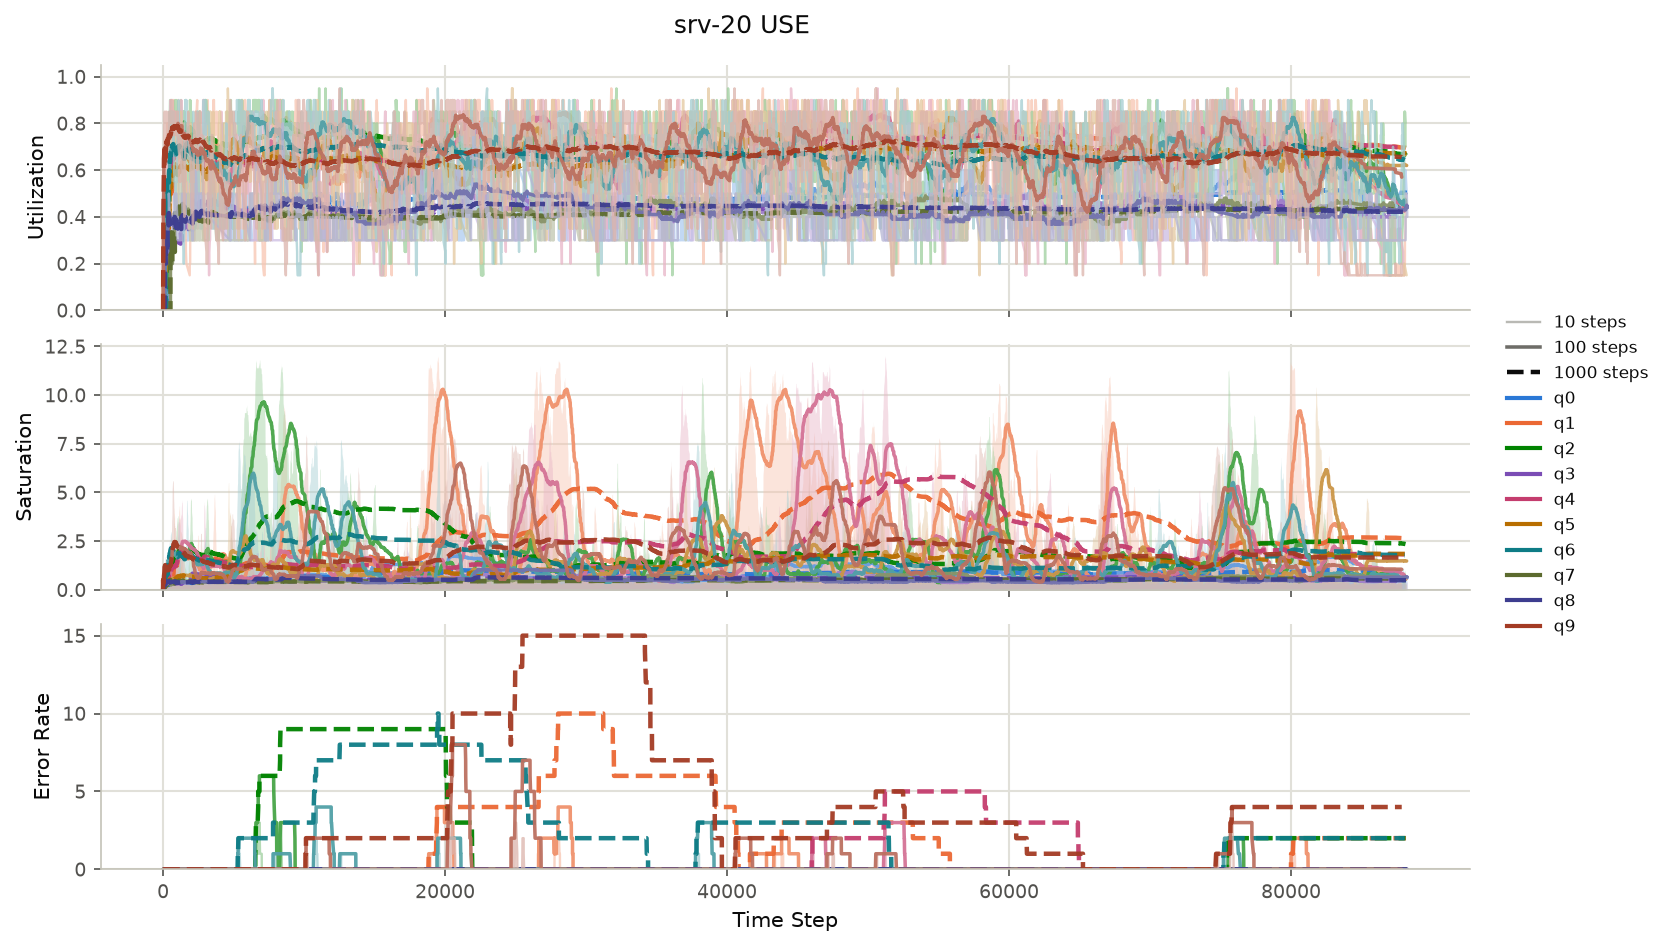 srv-20 USE
Utilization
1.0
0.8
0.6
0.4
0.2
0.0
Saturation
12.5
10.0
7.5
5.0
2.5
0.0
Error Rate
15
10
5
0
0
20000
40000
60000
80000
Time Step
10 steps
100 steps
1000 steps
q0
q1
q2
q3
q4
q5
q6
q7
q8
q9